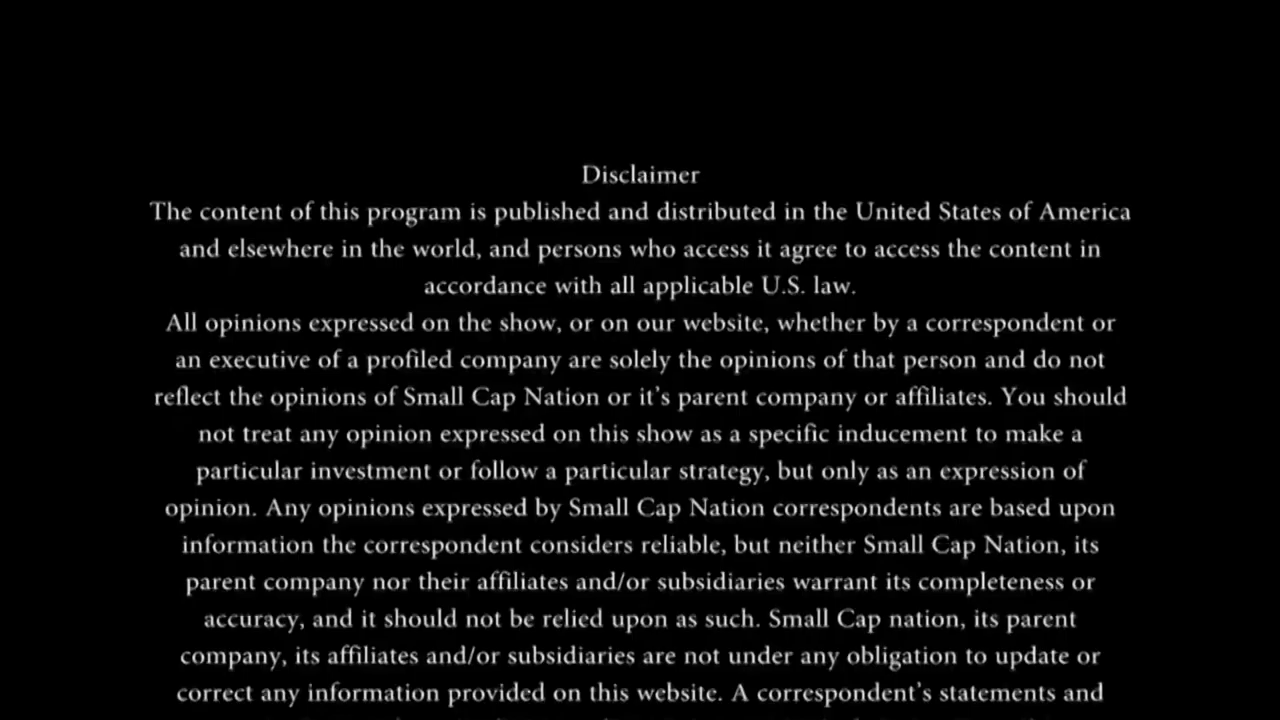 Disclaimer
The content of this program is published and distributed in the United States of America
and elsewhere in the world, and persons who access it agree to access the content in
accordance with all applicable U.S. law.
All opinions expressed on the show, or on our website, whether by a correspondent or
an executive of a profiled company are solely the opinions of that person and do not
reflect the opinions of Small Cap Nation or it's parent company or affiliates. You should
not treat any opinion expressed on this show as a specific inducement to make a
particular investment or follow a particular strategy, but only as an expression of
opinion. Any opinions expressed by Small Cap Nation correspondents are based upon
information the correspondent considers reliable, but neither Small Cap Nation, its
parent company nor their affiliates and/or subsidiaries warrant its completeness or
accuracy, and it should not be relied upon as such. Small Cap nation, its parent
company, its affiliates and/or subsidiaries are not under any obligation to update or
correct any information provided on this website. A correspondent's statements and